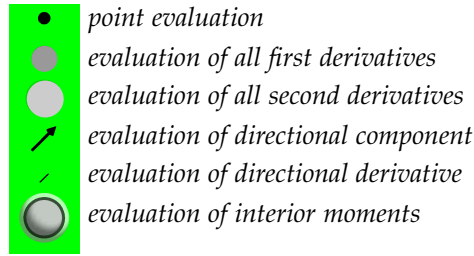 point evaluation
evaluation of all first derivatives
evaluation of all second derivatives
evaluation of directional component
evaluation of directional derivative
evaluation of interior moments